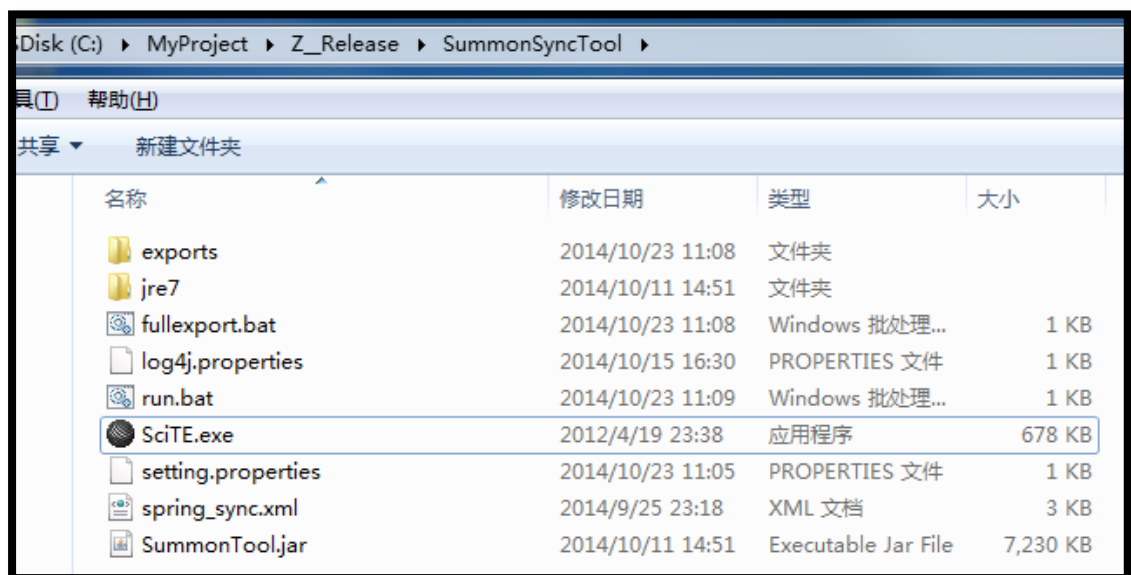 Disk (C:) ▸ MyProject ▸ Z__Release ▸ SummonSyncTool ▸
具(T) 帮助(H)
共享 ▼ 新建文件夹
名称 修改日期 类型 大小
exports 2014/10/23 11:08 文件夹
jre7 2014/10/11 14:51 文件夹
fullexport.bat 2014/10/23 11:08 Windows 批处理... 1 KB
log4j.properties 2014/10/15 16:30 PROPERTIES 文件 1 KB
run.bat 2014/10/23 11:09 Windows 批处理... 1 KB
SciTE.exe 2012/4/19 23:38 应用程序 678 KB
setting.properties 2014/10/23 11:05 PROPERTIES 文件 1 KB
spring_sync.xml 2014/9/25 23:18 XML 文档 3 KB
SummonTool.jar 2014/10/11 14:51 Executable Jar File 7,230 KB